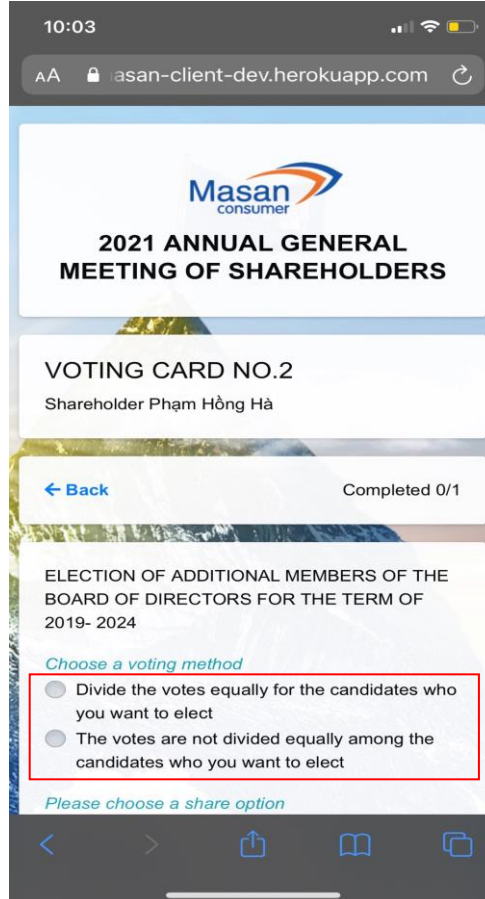 10:03
AA asan-client-dev.herokuapp.com
Masan
consumer
2021 ANNUAL GENERAL
MEETING OF SHAREHOLDERS
VOTING CARD NO.2
Shareholder Phạm Hồng Hà
← Back Completed 0/1
ELECTION OF ADDITIONAL MEMBERS OF THE
BOARD OF DIRECTORS FOR THE TERM OF
2019- 2024
Choose a voting method
Divide the votes equally for the candidates who
you want to elect
The votes are not divided equally among the
candidates who you want to elect
Please choose a share option